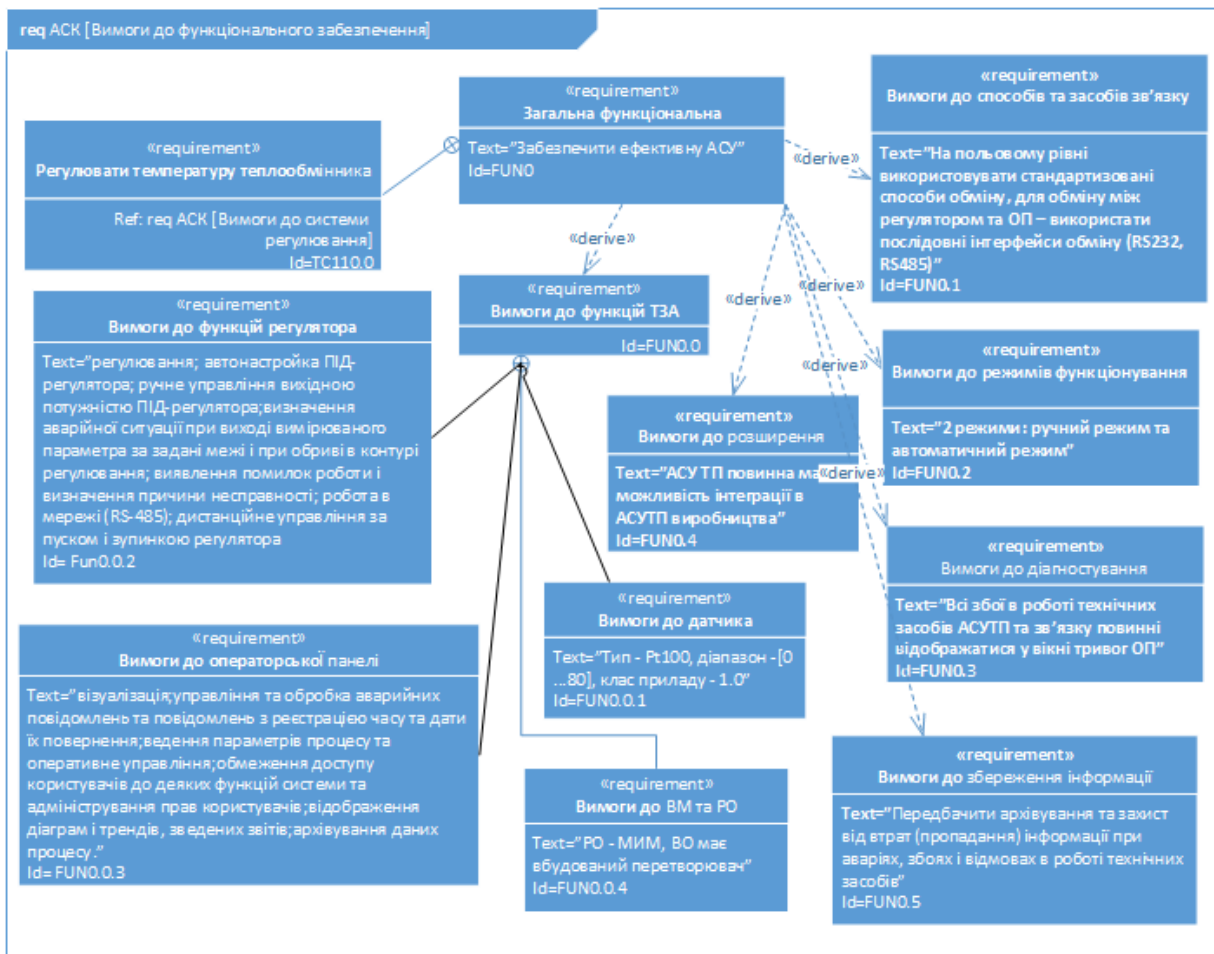 req АСК [Вимоги до функціонального забезпечення]
«requirement»
Загальна функціональна
Text=”Забезпечити ефективну АСУ”
Id=FUN0
«requirement»
Вимоги до способів та засобів зв’язку
Text=”На польовому рівні
використовувати стандартизовані
способи обміну, для обміну між
регулятором та ОП – використати
послідовні інтерфейси обміну (RS232,
RS485)”
Id=FUN0.1
«requirement»
Регулювати температуру теплообмінника
Ref: req АСК [Вимоги до системи
регулювання]
Id=TC110.0
«derive»
«derive»
«derive»
«derive»
«derive»
«derive»
«requirement»
Вимоги до функцій ТЗА
Id=FUN0.0
«requirement»
Вимоги до функцій регулятора
Text=”регулювання; автонастройка ПІД-
регулятора; ручне управління вихідною
потужністю ПІД-регулятора;визначення
аварійної ситуації при виході вимірюваного
параметра за задані межі і при обриві в контурі
регулювання; виявлення помилок роботи і
визначення причини несправності; робота в
мережі (RS-485); дистанційне управління за
пуском і зупинкою регулятора
Id= Fun0.0.2
«requirement»
Вимоги до режимів функціонування
Text=”2 режими: ручний режим та
автоматичний режим”
Id=FUN0.2
«requirement»
Вимоги до розширення
Text=”АСУ ТП повинна
можливість інтеграції в
АСУТП виробництва”
Id=FUN0.4
«requirement»
Вимоги до діагностування
Text=”Всі збої в роботі технічних
засобів АСУТП та зв’язку повинні
відображатися у вікні тривог ОП”
Id=FUN0.3
«requirement»
Вимоги до датчика
Text=”Тип - Pt100, діапазон -[0
...80], клас приладу - 1.0”
Id=FUN0.0.1
«requirement»
Вимоги до операторської панелі
Text=”візуалізація;управління та обробка аварійних
повідомлень та повідомлень з реєстрацією часу та дати
їх повернення;ведення параметрів процесу та
оперативне управління;обмеження доступу
користувачів до деяких функцій системи та
адміністрування прав користувачів;відображення
діаграм і трендів, зведених звітів;архівування даних
процесу.”
Id= FUN0.0.3
«requirement»
Вимоги до ВМ та РО
Text=”РО - МИМ, ВО має
вбудований перетворювач”
Id=FUN0.0.4
«requirement»
Вимоги до збереження інформації
Text=”Передбачити архівування та захист
від втрат (пропадання) інформації при
аваріях, збоях і відмовах в роботі технічних
засобів”
Id=FUN0.5